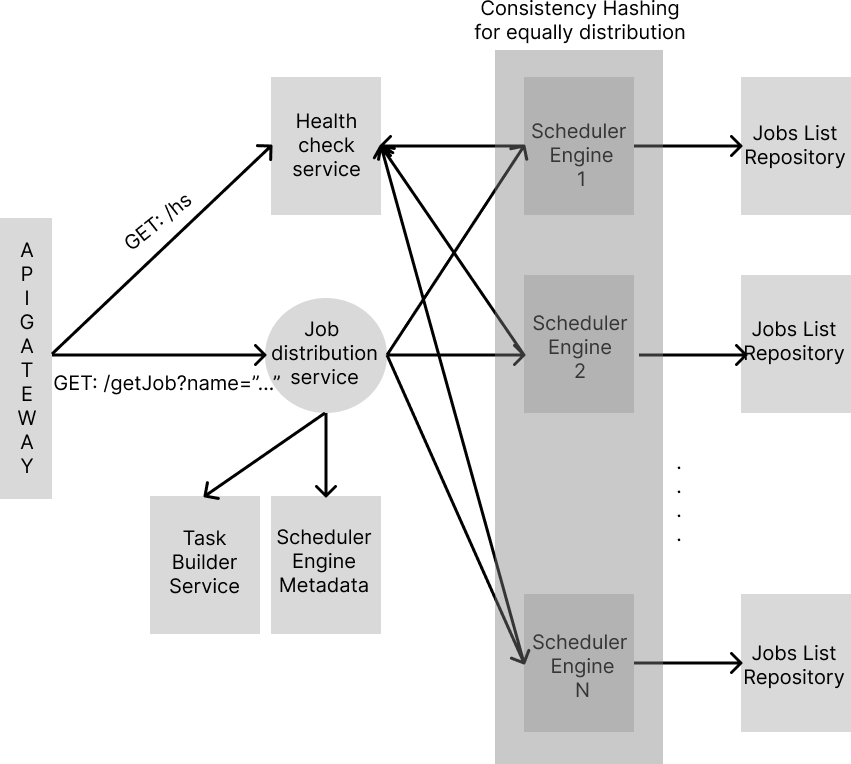 Consistency Hashing
for equally distribution
Health
check
service
Scheduler
Engine
1
Jobs List
Repository
GET: /hs
A
P
I
G
A
T
E
W
A
Y
Job
distribution
service
GET: /getJob?name=”...”
Scheduler
Engine
2
Jobs List
Repository
Task
Builder
Service
Scheduler
Engine
Metadata
Scheduler
Engine
N
Jobs List
Repository